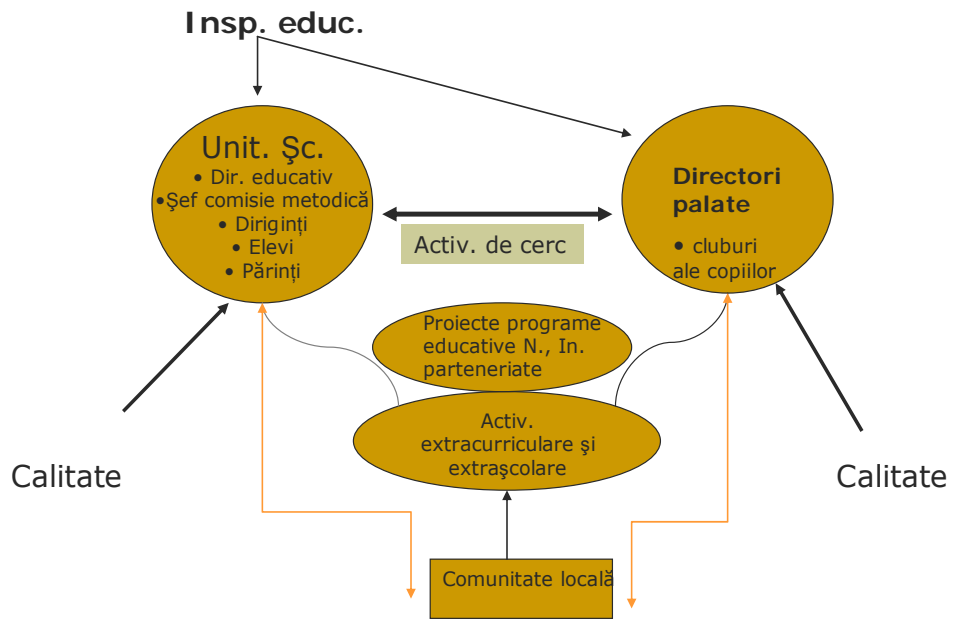 Insp. educ.
Unit. Şc.
• Dir. educativ
•Şef comisie metodică
• Diriginți
• Elevi
• Părinți
Activ. de cerc
Directori
palate
• cluburi
ale copiilor
Proiecte programe
educative N., In.
parteneriate
Activ.
extracurriculare şi
extraşcolare
Calitate
Calitate
Comunitate locală